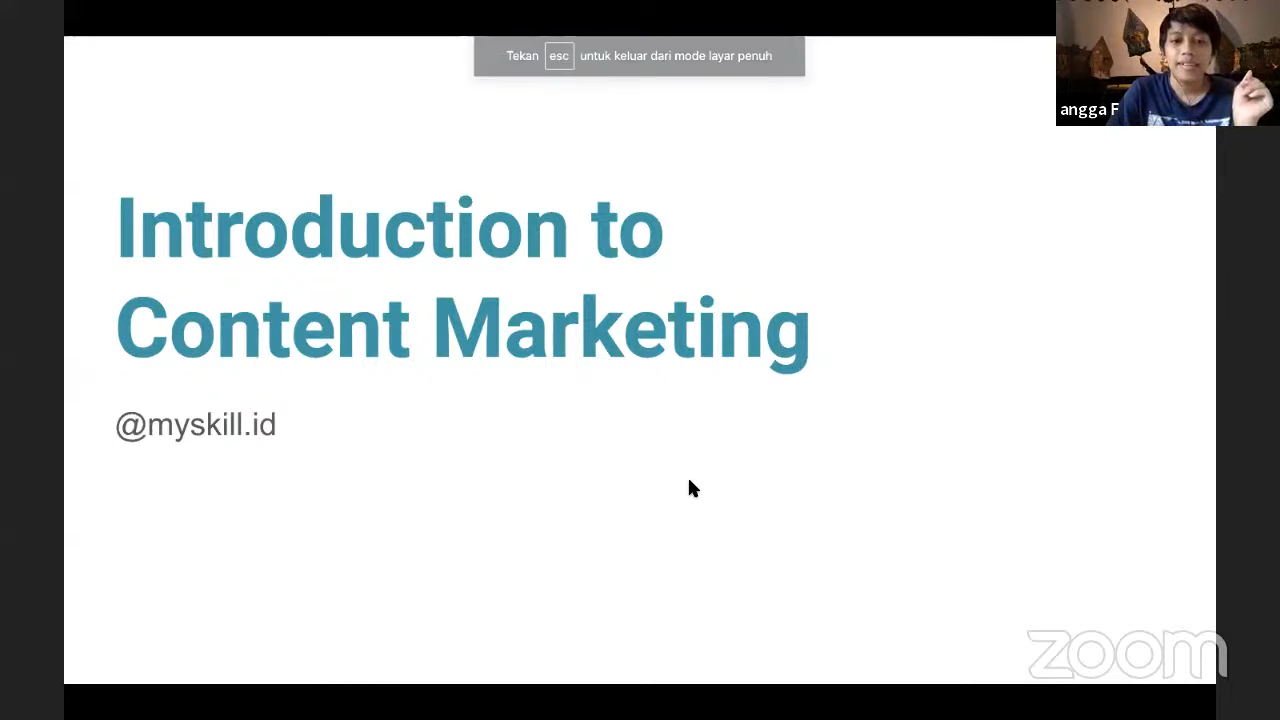 Tekan esc untuk keluar dari mode layar penuh
angga F
Introduction to
Content Marketing
@myskill.id
zoom